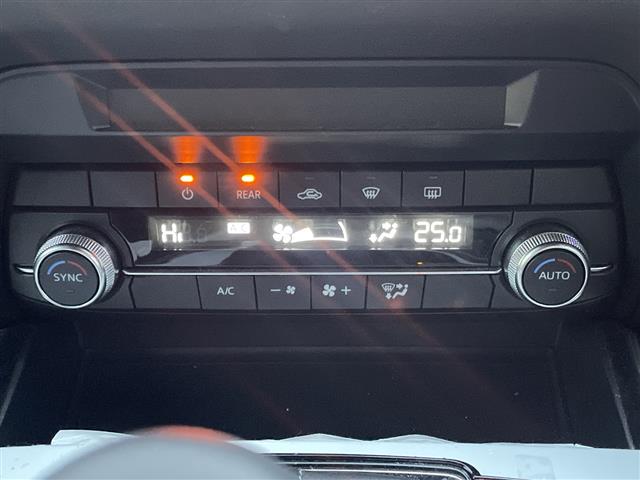 REAR
Hi A/C 25.0
SYNC
AUTO
A/C - +